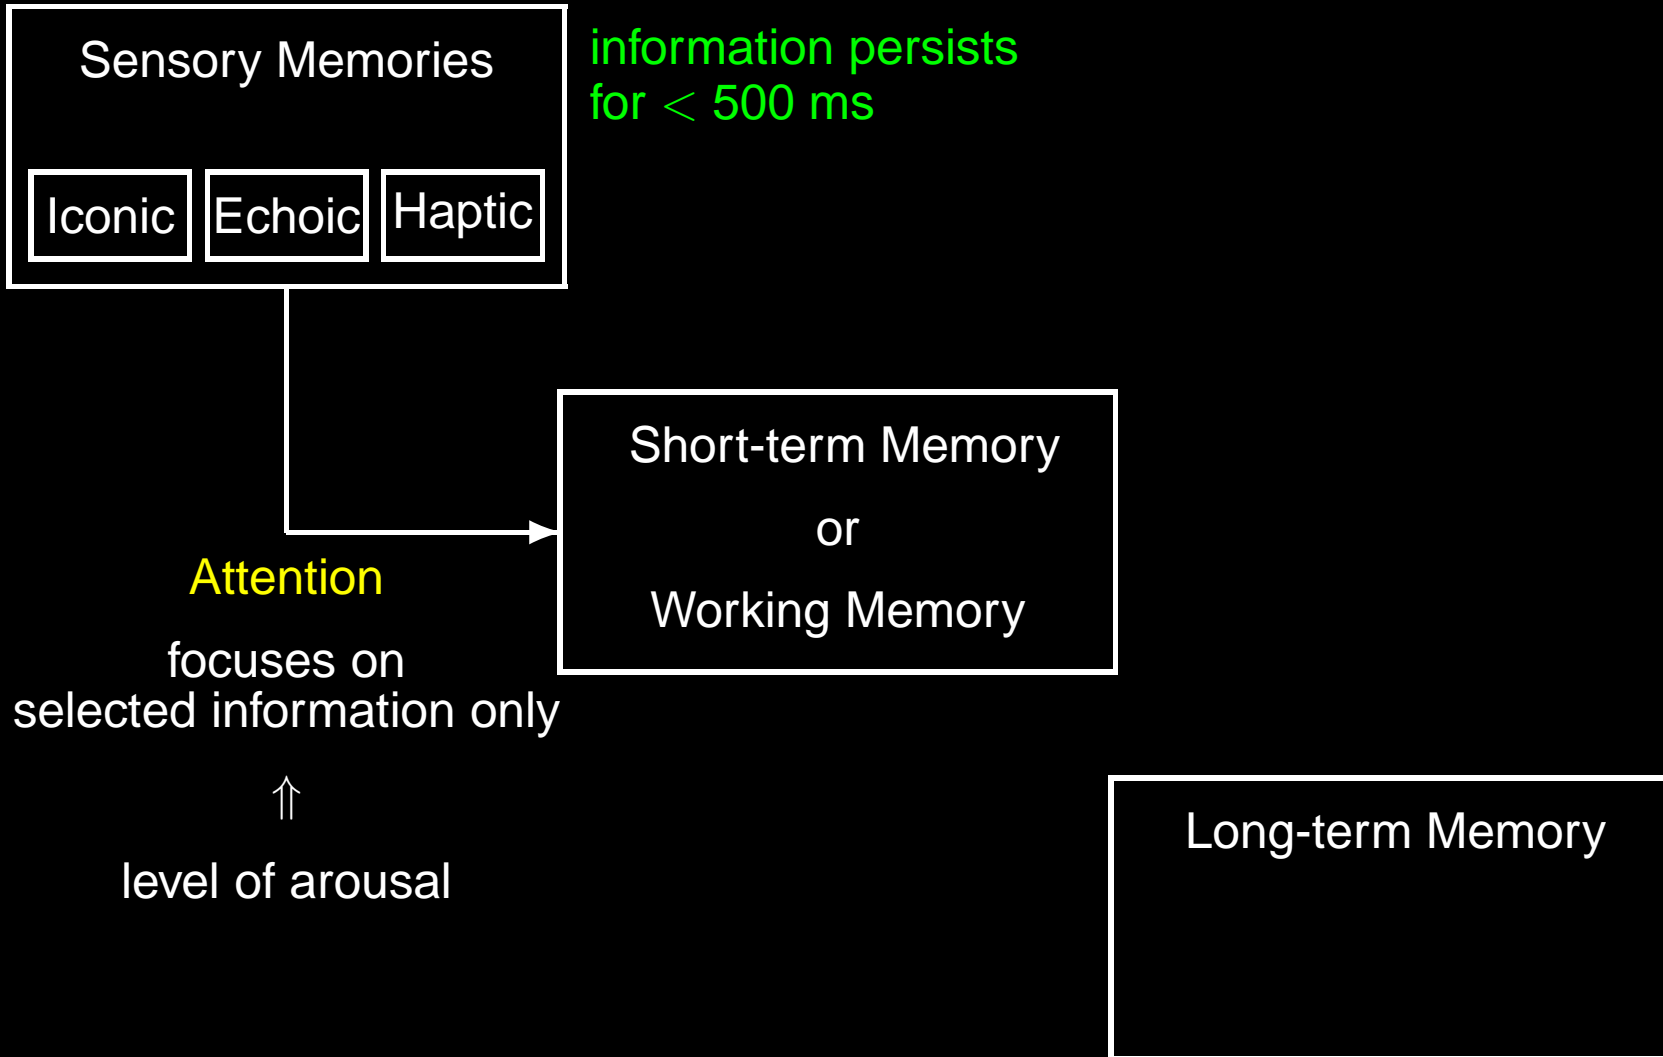 Sensory Memories
information persists
for < 500 ms
Iconic Echoic Haptic
Short-term Memory
or
Working Memory
Attention
focuses on
selected information only
⇑
level of arousal
Long-term Memory